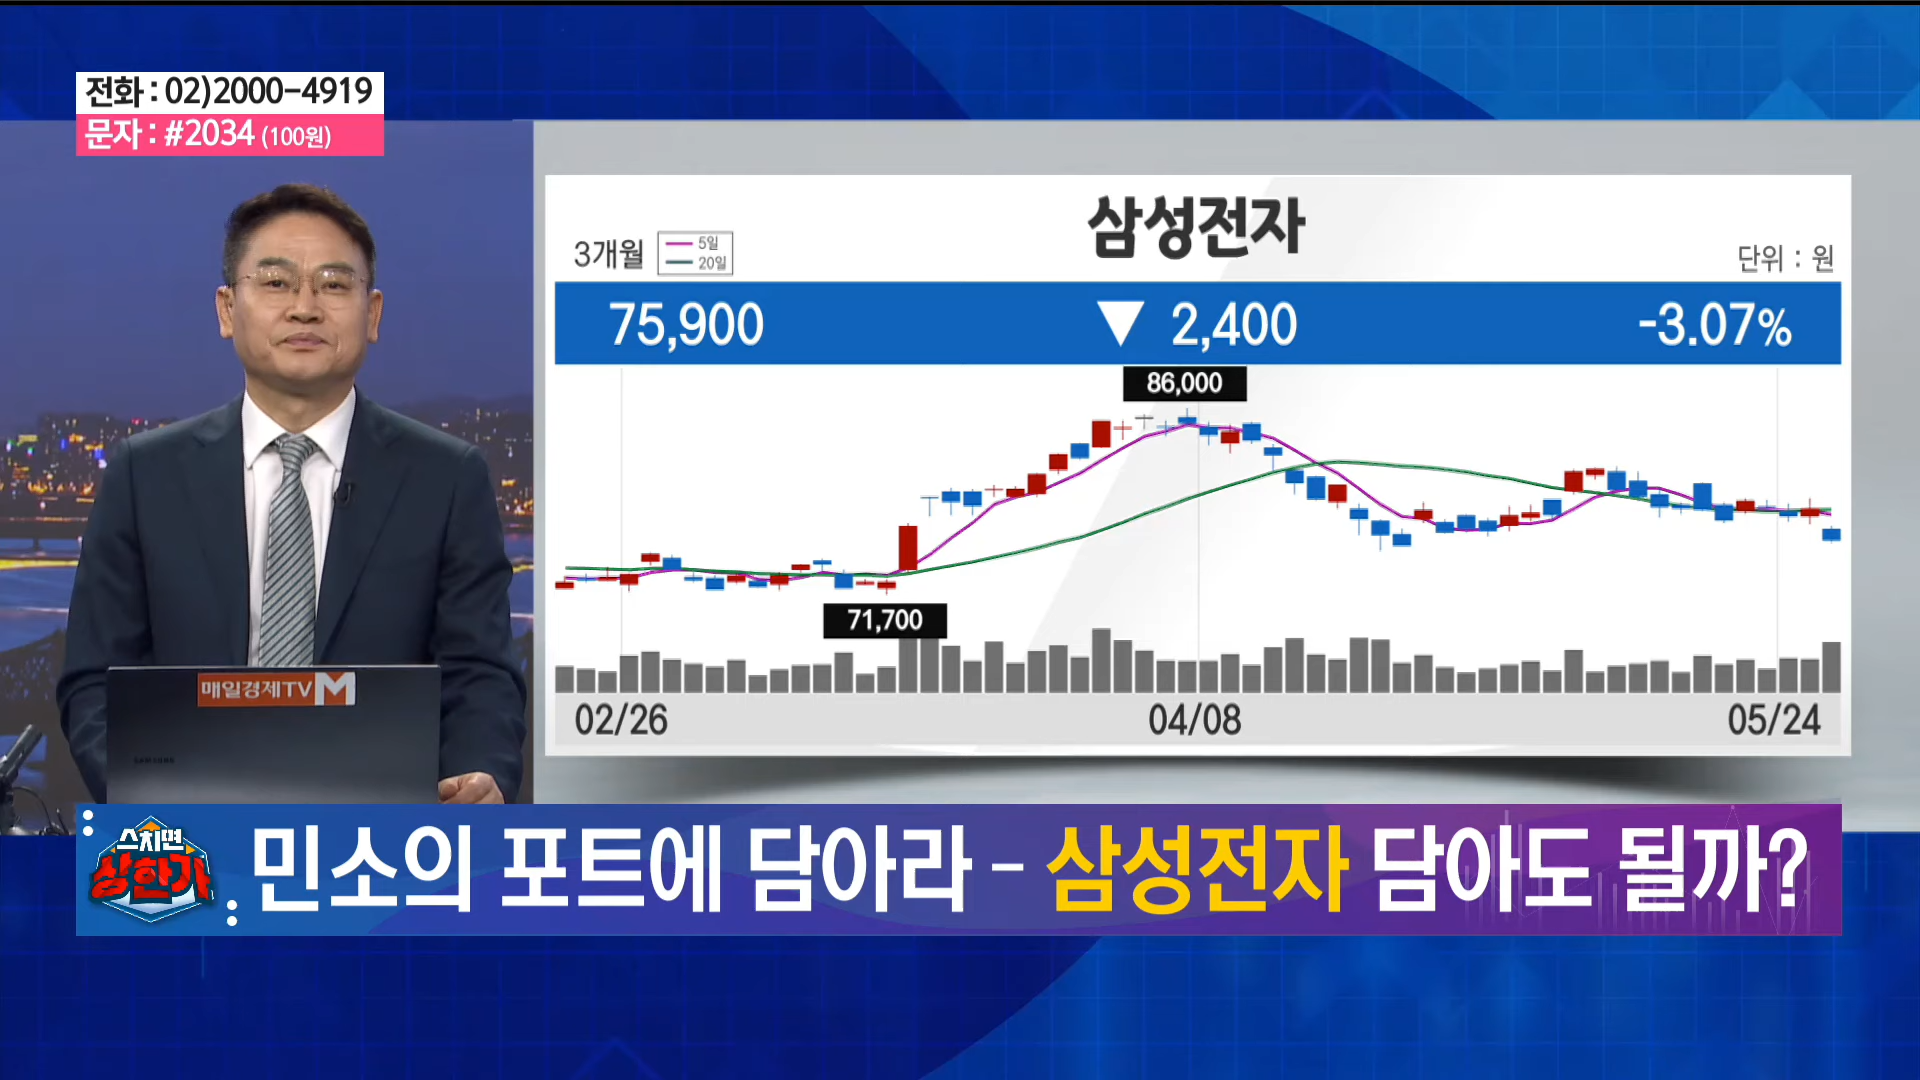 전화 : 02)2000-4919
문자 : #2034 (100원)
삼성전자
3개월
5일
20일
단위 : 원
75,900 ▼ 2,400 -3.07%
86,000
71,700
02/26 04/08 05/24
매일경제TV M
SAMSUNG
스치면
상한가
민소의 포트에 담아라 - 삼성전자 담아도 될까?